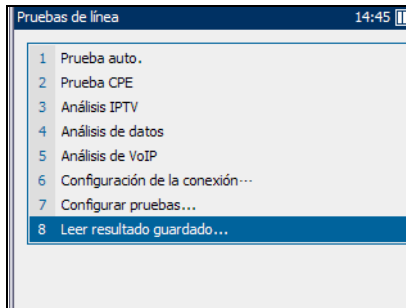 Pruebas de línea 14:45
1 Prueba auto.
2 Prueba CPE
3 Análisis IPTV
4 Análisis de datos
5 Análisis de VoIP
6 Configuración de la conexión···
7 Configurar pruebas...
8 Leer resultado guardado...